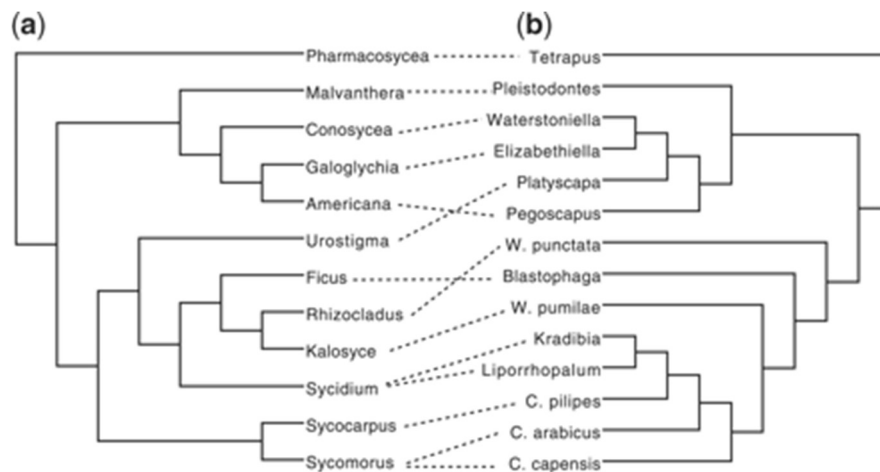 (a) (b)
Pharmacosycea Tetrapus
Malvanthera Pleistodontes
Conosycea Waterstoniella
Galoglychia Elizabethiella
Americana Platyscapa
Urostigma Pegoscapus
Ficus W. punctata
Rhizocladus Blastophaga
Kalosyce W. pumilae
Sycidium Kradibia
Sycocarpus Liporrhopalum
Sycomorus C. pilipes
C. arabicus
C. capensis